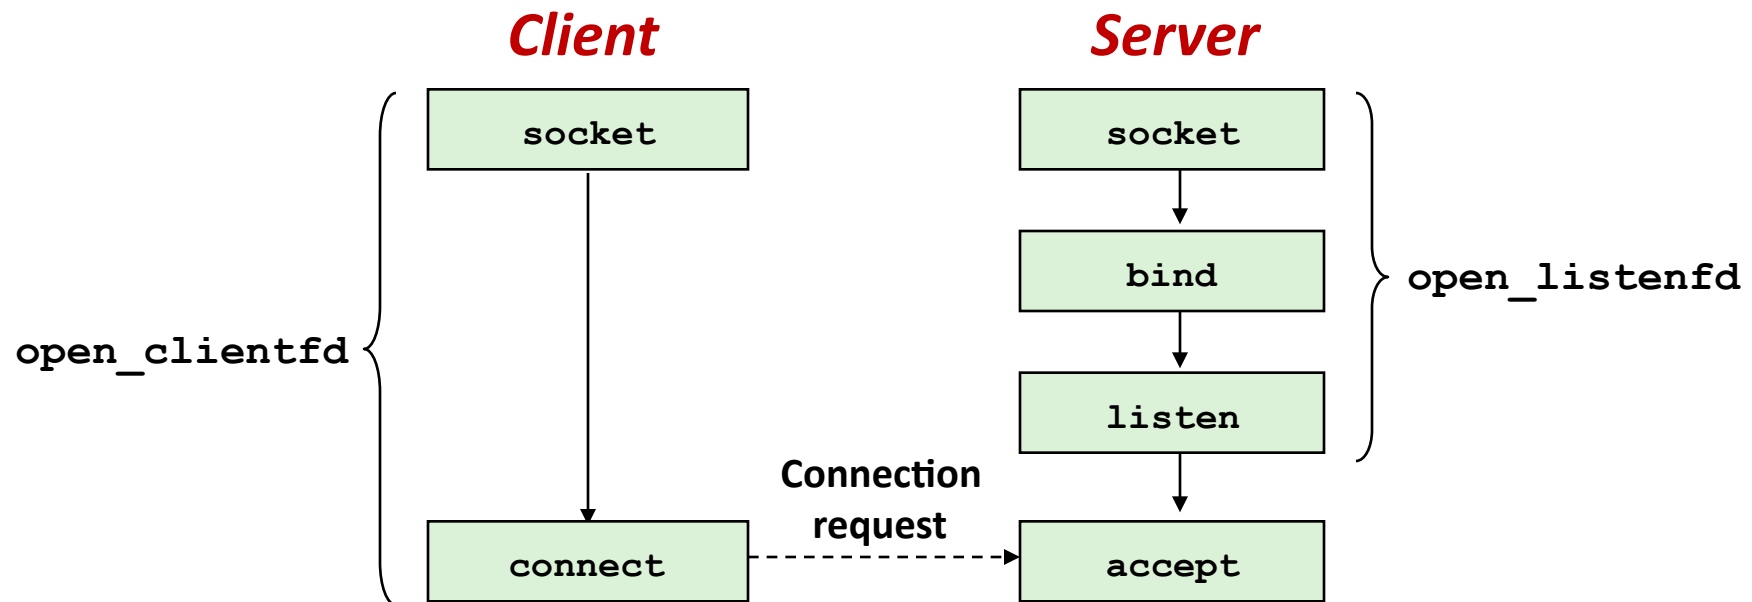 Client
Server
socket
socket
bind
open_listenfd
open_clientfd
listen
Connection
request
connect
accept